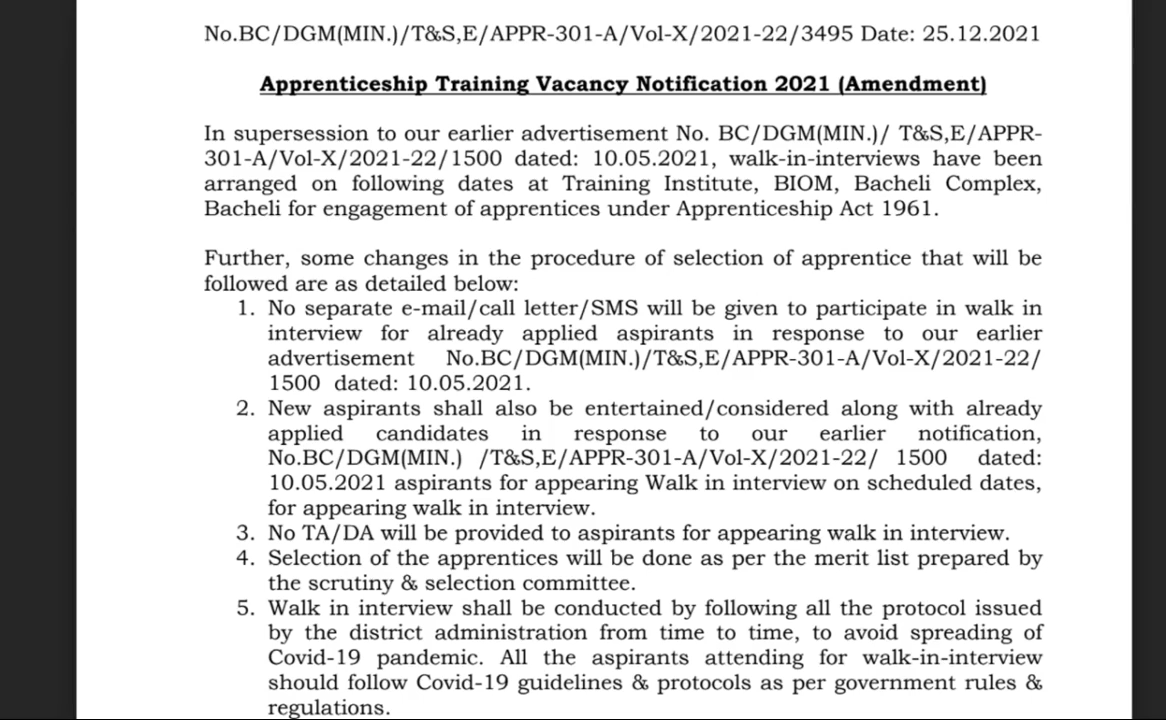 No.BC/DGM(MIN.)/T&S,E/APPR-301-A/Vol-X/2021-22/3495 Date: 25.12.2021
Apprenticeship Training Vacancy Notification 2021 (Amendment)
In supersession to our earlier advertisement No. BC/DGM(MIN.)/ T&S,E/APPR-
301-A/Vol-X/2021-22/1500 dated: 10.05.2021, walk-in-interviews have been
arranged on following dates at Training Institute, BIOM, Bacheli Complex,
Bacheli for engagement of apprentices under Apprenticeship Act 1961.
Further, some changes in the procedure of selection of apprentice that will be
followed are as detailed below:
1. No separate e-mail/call letter/SMS will be given to participate in walk in
interview for already applied aspirants in response to our earlier
advertisement No.BC/DGM(MIN.)/T&S,E/APPR-301-A/Vol-X/2021-22/
1500 dated: 10.05.2021.
2. New aspirants shall also be entertained/considered along with already
applied candidates in response to our earlier notification,
No.BC/DGM(MIN.) /T&S,E/APPR-301-A/Vol-X/2021-22/ 1500 dated:
10.05.2021 aspirants for appearing Walk in interview on scheduled dates,
for appearing walk in interview.
3. No TA/DA will be provided to aspirants for appearing walk in interview.
4. Selection of the apprentices will be done as per the merit list prepared by
the scrutiny & selection committee.
5. Walk in interview shall be conducted by following all the protocol issued
by the district administration from time to time, to avoid spreading of
Covid-19 pandemic. All the aspirants attending for walk-in-interview
should follow Covid-19 guidelines & protocols as per government rules &
regulations.